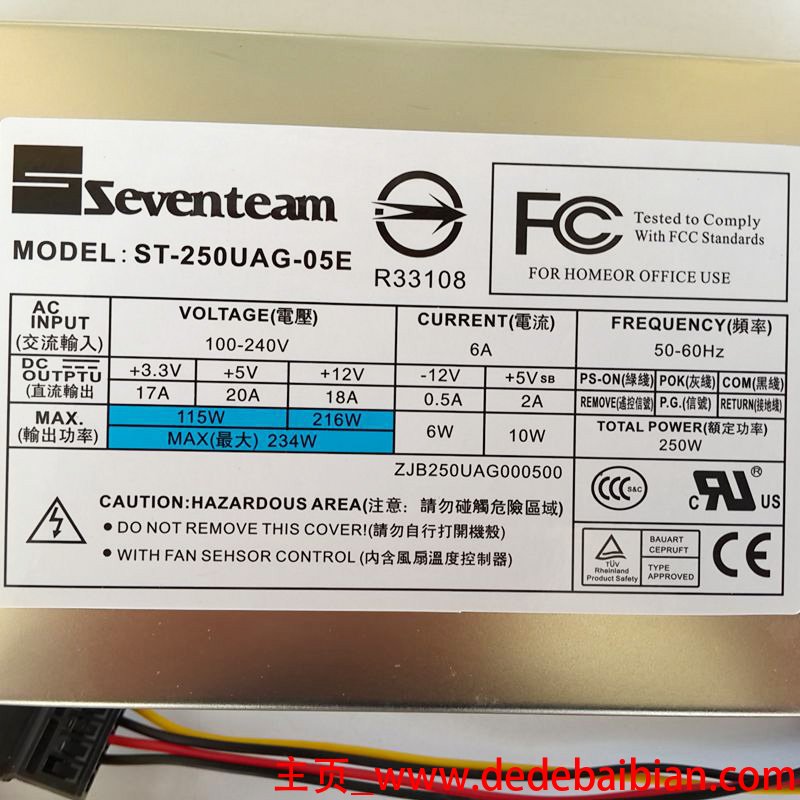 Seventeam
MODEL: ST-250UAG-05E
R33108
FC Tested to Comply
With FCC Standards
FOR HOMEOR OFFICE USE
AC INPUT (交流輸入) VOLTAGE(電壓) CURRENT(電流) FREQUENCY(頻率)
100-240V 6A 50-60Hz
DC OUTPTU (直流輸出 +3.3V +5V +12V -12V +5VSB PS-ON(綠綫) POK(灰綫) COM(黑綫)
17A 20A 18A 0.5A 2A REMOVE(遙控信號) P.G.(信號) RETURN(接地綫)
MAX. (輸出功率) 115W 216W 6W 10W TOTAL POWER(額定功率)
MAX(最大) 234W 250W
ZJB250UAG000500
CAUTION:HAZARDOUS AREA(注意：請勿碰觸危險區域)
● DO NOT REMOVE THIS COVER!(請勿自行打開機殼)
● WITH FAN SEHSOR CONTROL (內含風扇溫度控制器)
CCC S&C
c RU ® US
TÜV
Rheinland
Product Safety
BAUART
CEPRUFT
TYPE
APPROVED
CE
主页_www.dedebaibian.com